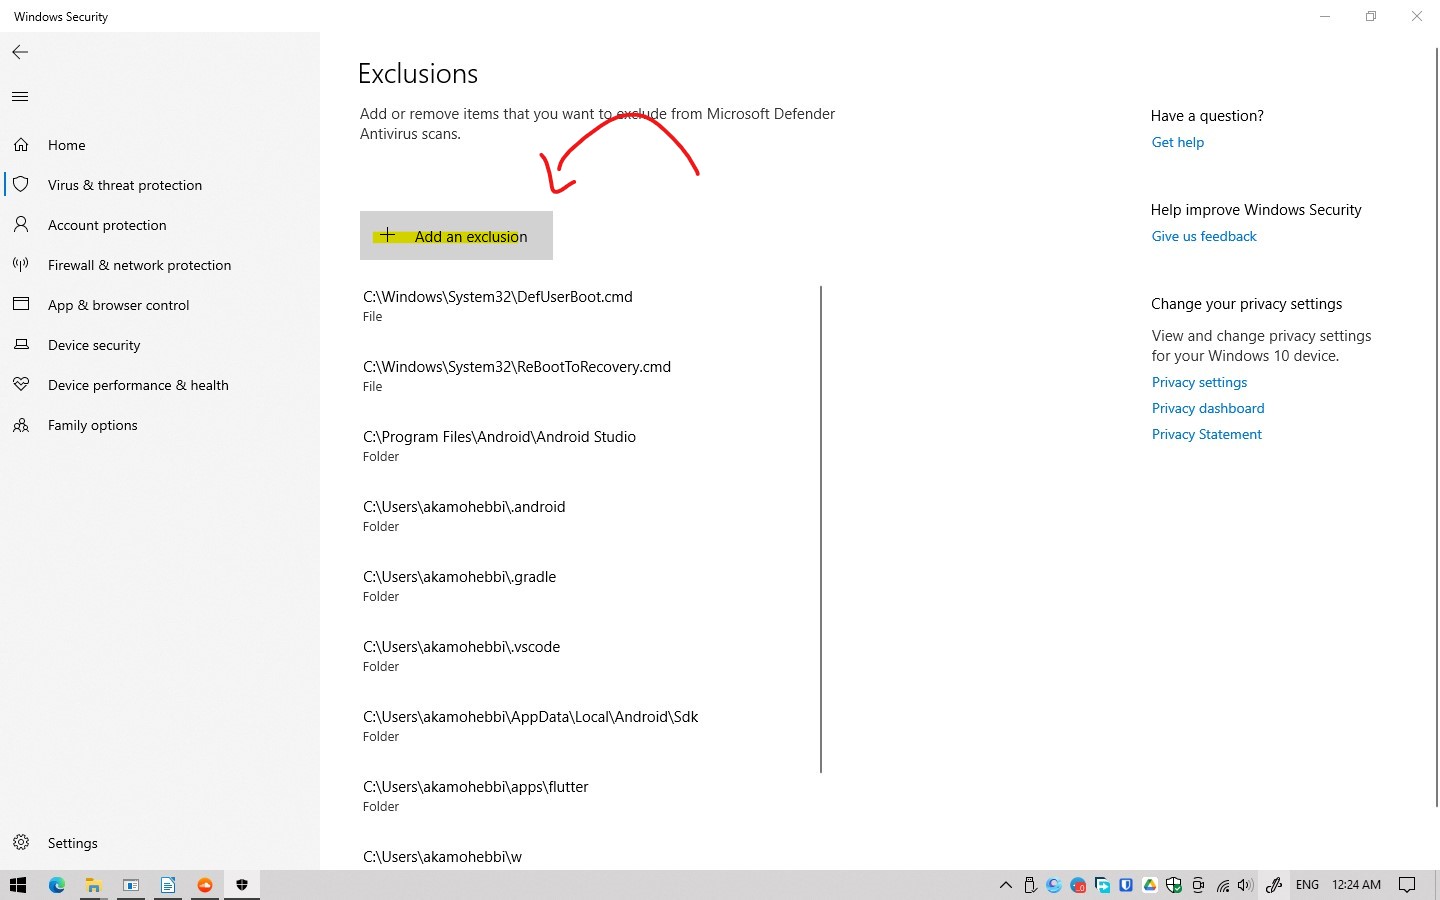 Windows Security
Exclusions
Add or remove items that you want to exclude from Microsoft Defender
Antivirus scans.
Add an exclusion
C:\Windows\System32\DefUserBoot.cmd
File
C:\Windows\System32\ReBootToRecovery.cmd
File
C:\Program Files\Android\Android Studio
Folder
C:\Users\akamohebbi\.android
Folder
C:\Users\akamohebbi\.gradle
Folder
C:\Users\akamohebbi\.vscode
Folder
C:\Users\akamohebbi\AppData\Local\Android\Sdk
Folder
C:\Users\akamohebbi\apps\flutter
Folder
C:\Users\akamohebbi\w
Home
Virus & threat protection
Account protection
Firewall & network protection
App & browser control
Device security
Device performance & health
Family options
Settings
Have a question?
Get help
Help improve Windows Security
Give us feedback
Change your privacy settings
View and change privacy settings
for your Windows 10 device.
Privacy settings
Privacy dashboard
Privacy Statement
ENG
12:24 AM